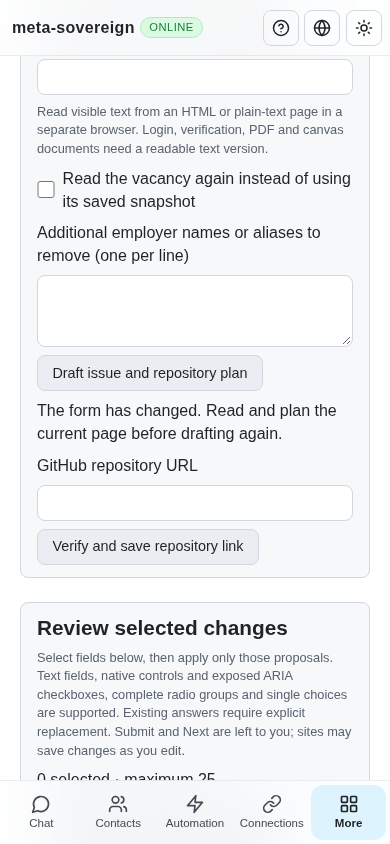 meta-sovereign ONLINE
Read visible text from an HTML or plain-text page in a
separate browser. Login, verification, PDF and canvas
documents need a readable text version.
Read the vacancy again instead of using
its saved snapshot
Additional employer names or aliases to
remove (one per line)
Draft issue and repository plan
The form has changed. Read and plan the
current page before drafting again.
GitHub repository URL
Verify and save repository link
Review selected changes
Select fields below, then apply only those proposals.
Text fields, native controls and exposed ARIA
checkboxes, complete radio groups and single choices
are supported. Existing answers require explicit
replacement. Submit and Next are left to you; sites may
save changes as you edit.
0 selected · maximum 25
Chat Contacts Automation Connections More